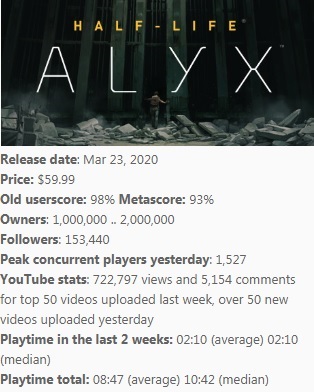 HALF-LIFE
ALYX
Release date: Mar 23, 2020
Price: $59.99
Old userscore: 98% Metascore: 93%
Owners: 1,000,000 .. 2,000,000
Followers: 153,440
Peak concurrent players yesterday: 1,527
YouTube stats: 722,797 views and 5,154 comments
for top 50 videos uploaded last week, over 50 new
videos uploaded yesterday
Playtime in the last 2 weeks: 02:10 (average) 02:10
(median)
Playtime total: 08:47 (average) 10:42 (median)